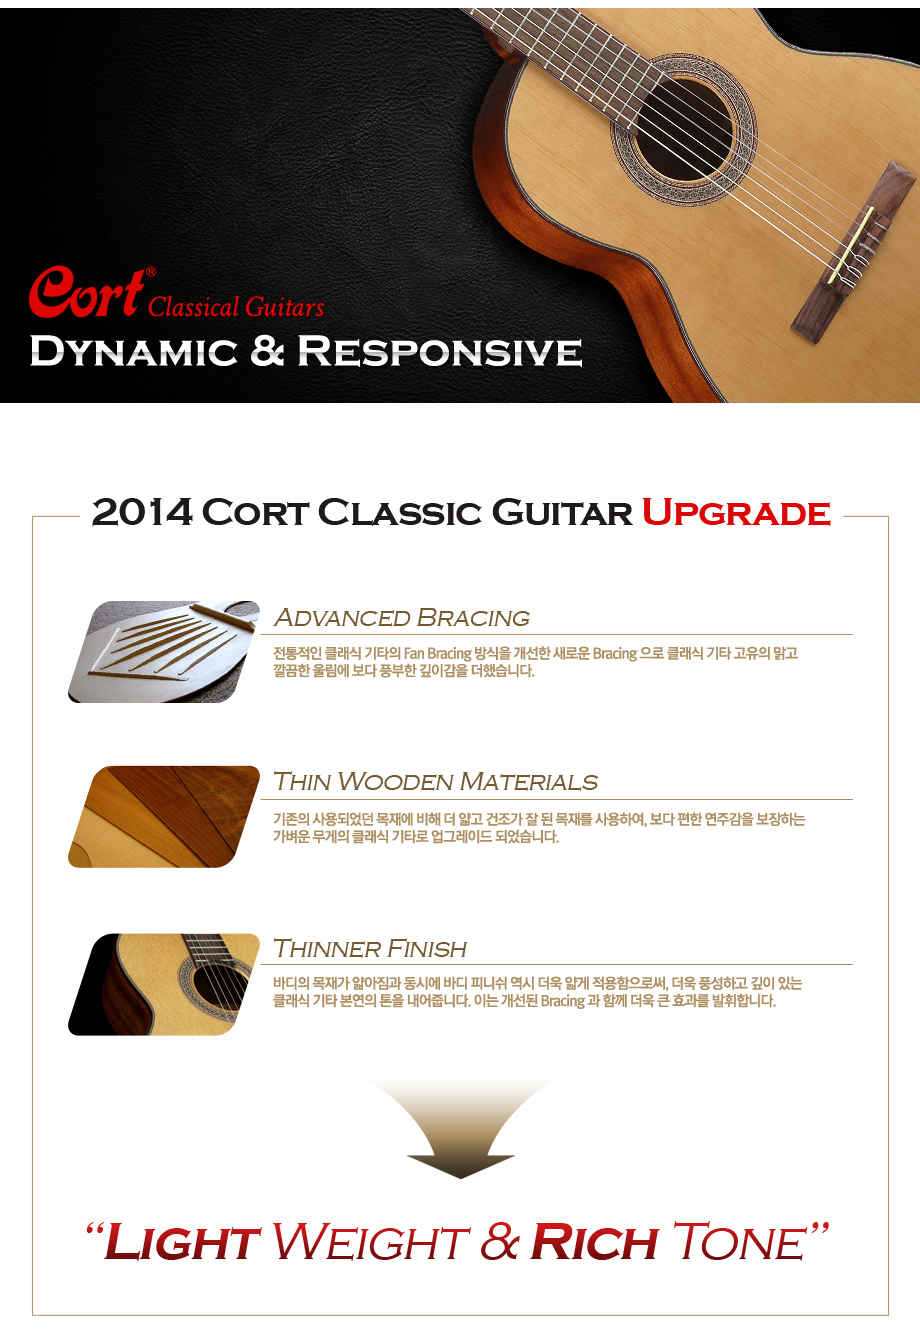 Cort® Classical Guitars
DYNAMIC & RESPONSIVE
2014 CORT CLASSIC GUITAR UPGRADE
ADVANCED BRACING
전통적인 클래식 기타의 Fan Bracing 방식을 개선한 새로운 Bracing 으로 클래식 기타 고유의 맑고
깔끔한 울림에 보다 풍부한 깊이감을 더했습니다.
THIN WOODEN MATERIALS
기존의 사용되었던 목재에 비해 더 얇고 건조가 잘 된 목재를 사용하여, 보다 편한 연주감을 보장하는
가벼운 무게의 클래식 기타로 업그레이드 되었습니다.
THINNER FINISH
바디의 목재가 얇아짐과 동시에 바디 피니쉬 역시 더욱 얇게 적용함으로써, 더욱 풍성하고 깊이 있는
클래식 기타 본연의 톤을 내어줍니다. 이는 개선된 Bracing 과 함께 더욱 큰 효과를 발휘합니다.
“LIGHT WEIGHT & RICH TONE”